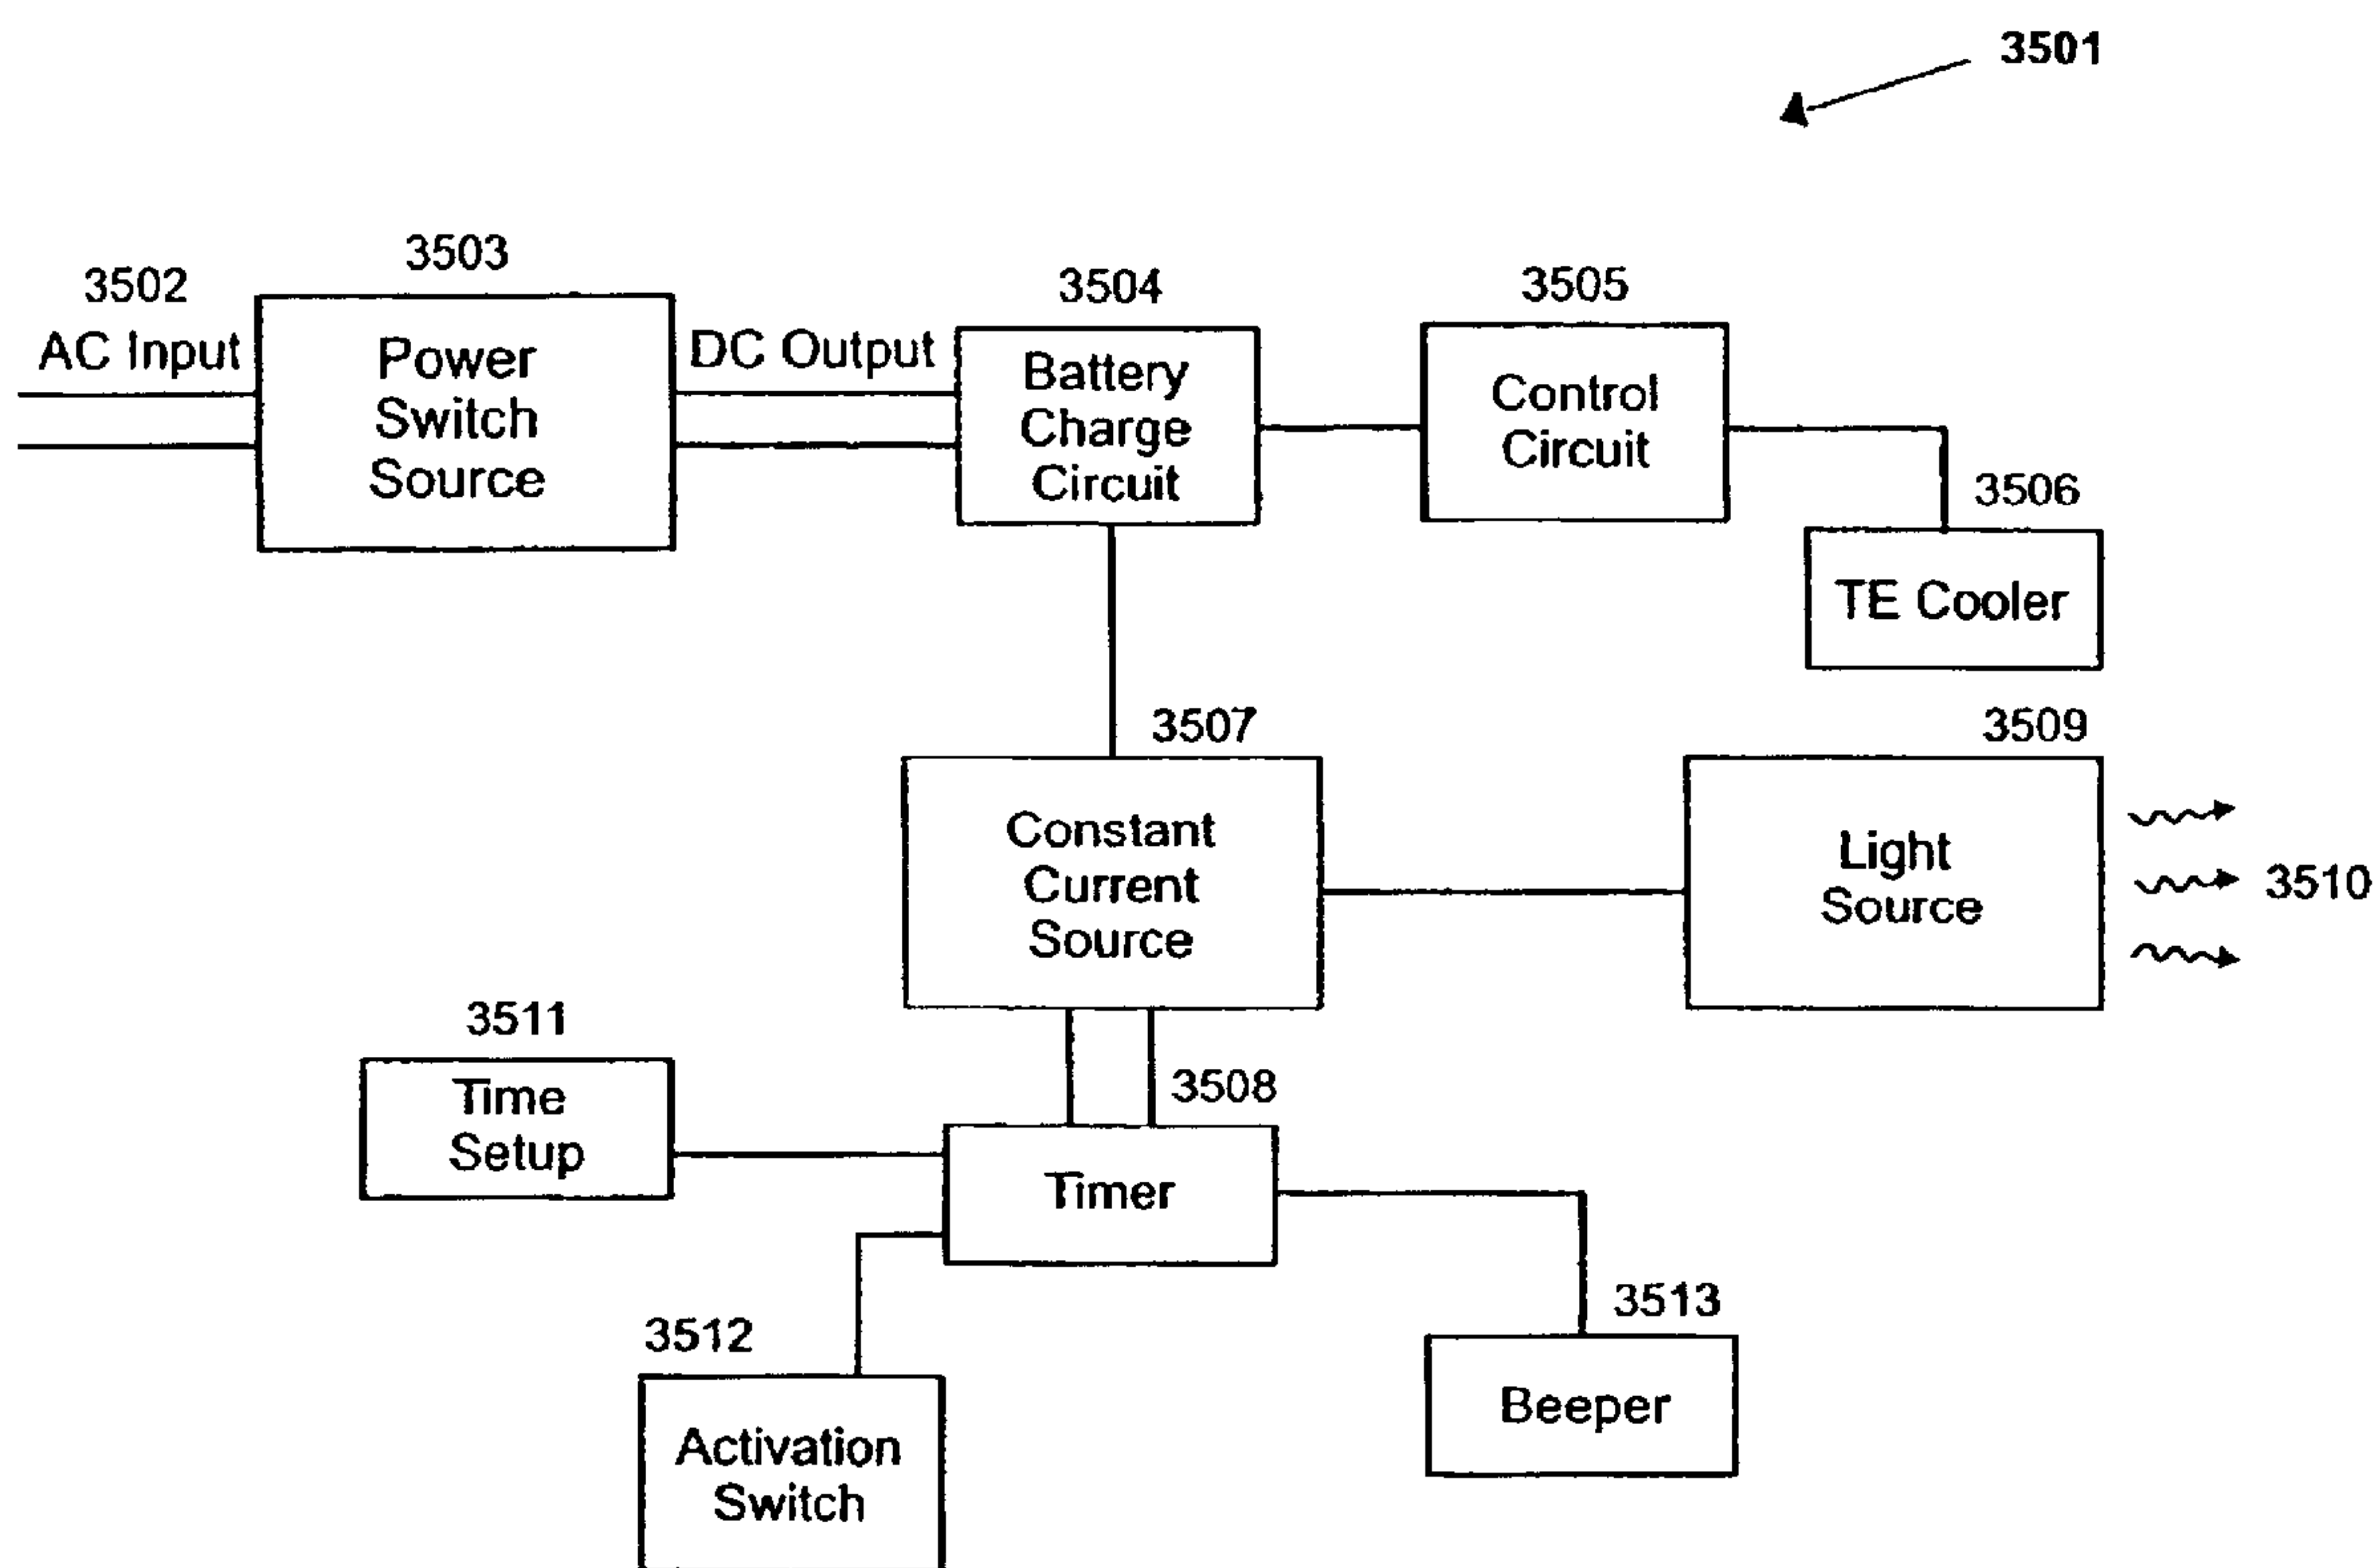 3501
3502
AC Input
3503
Power
Switch
Source
DC Output
3504
Battery
Charge
Circuit
3505
Control
Circuit
3506
TE Cooler
3507
Constant
Current
Source
3509
Light
Source
3510
3511
Time
Setup
3508
Timer
3512
Activation
Switch
3513
Beeper